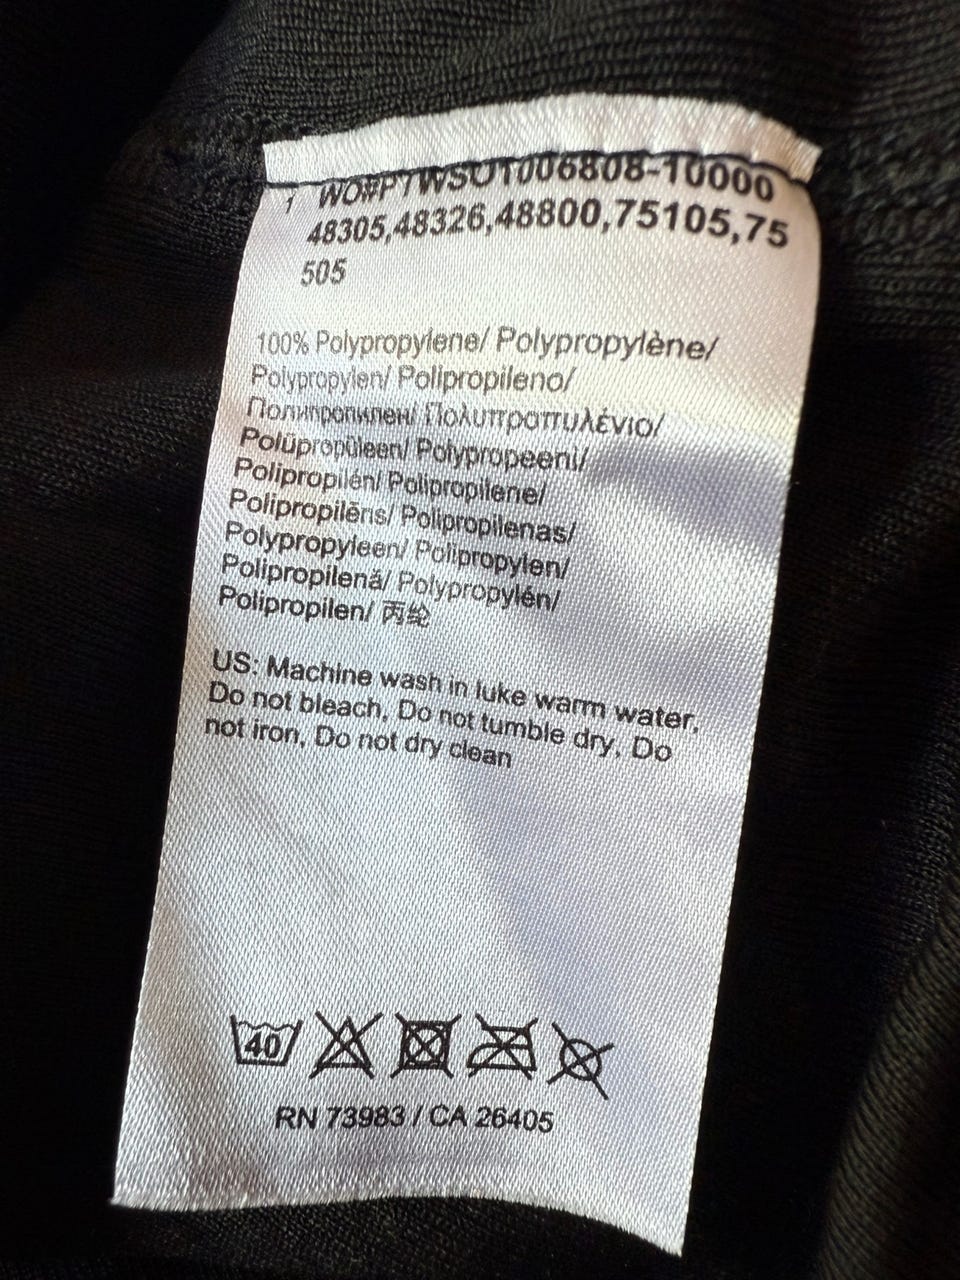 1 WO#PTWSU1006808-10000
48305,48326,48800,75105,75
505
100% Polypropylene/ Polypropylène/
Polypropylen/ Polipropileno/
Полипропилен/ Πολυπροπυλένιο/
Polüpropüleen/ Polypropeeni/
Polipropilén/ Polipropilene/
Polipropilēns/ Polipropilenas/
Polypropyleen/ Polipropylen/
Polipropilenă/ Polypropylén/
Polipropilen/ 丙纶
US: Machine wash in luke warm water,
Do not bleach, Do not tumble dry, Do
not iron, Do not dry clean
40
RN 73983 / CA 26405